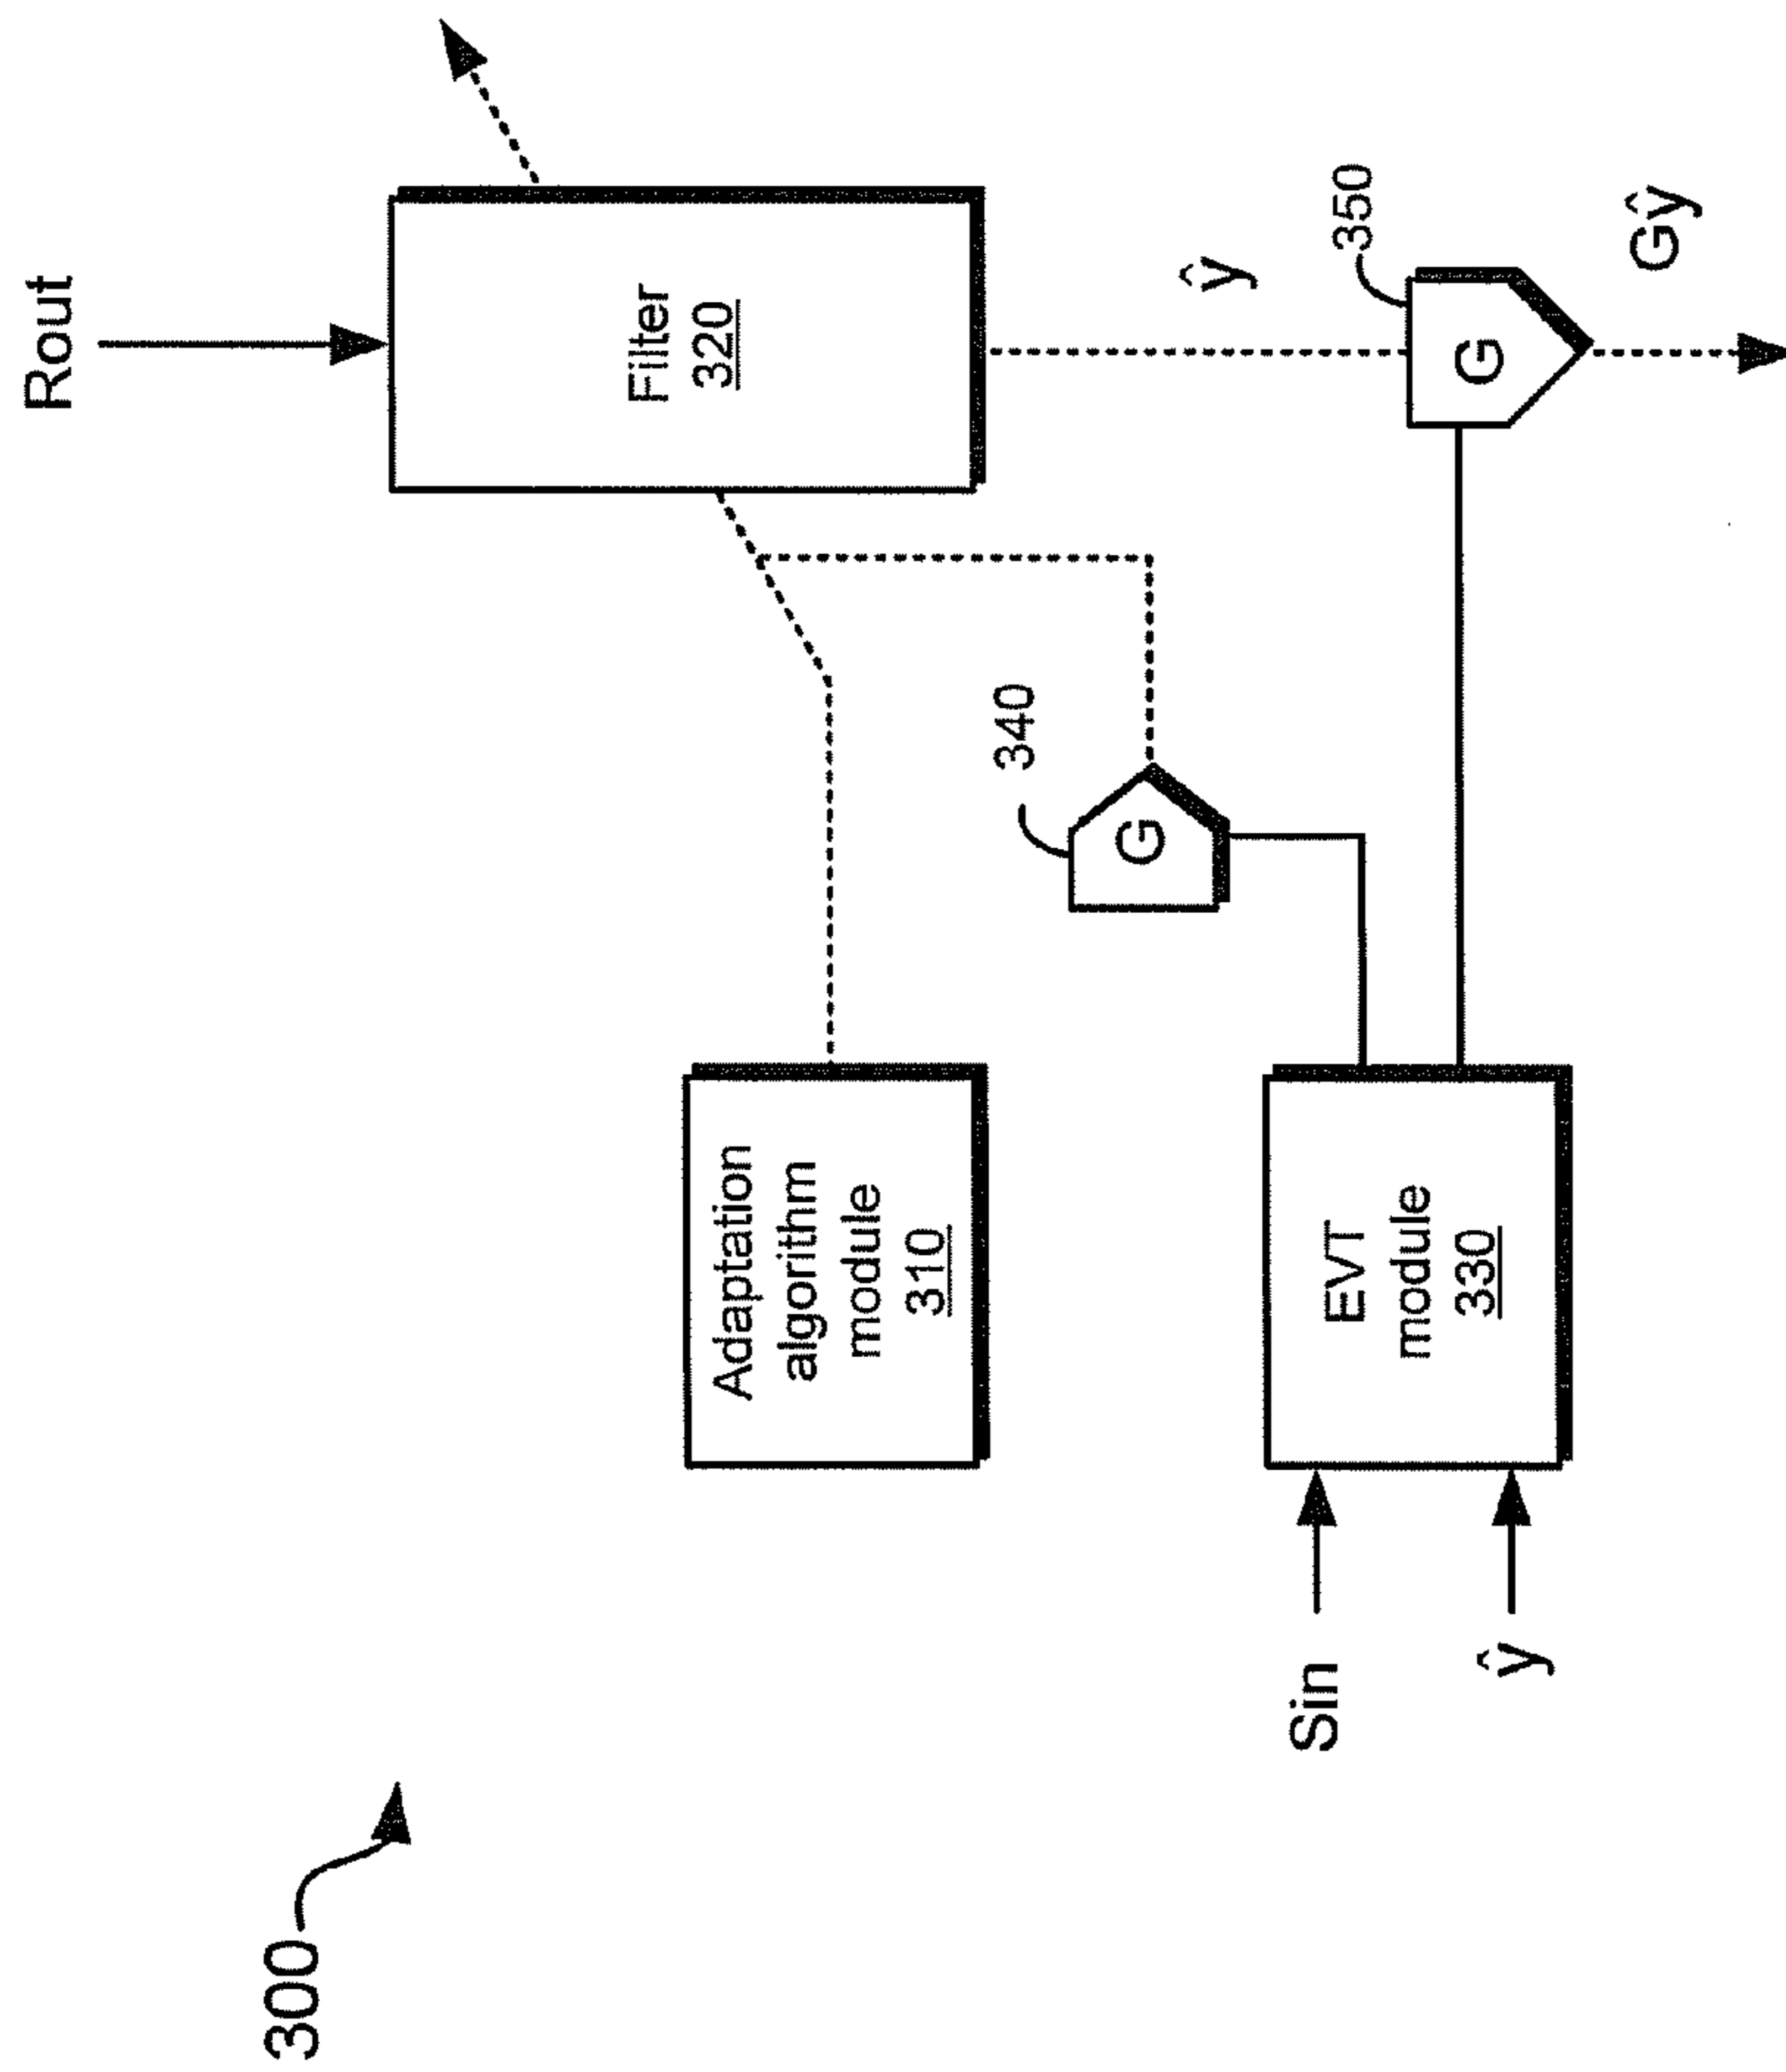 300
Rout
Filter
320
Adaptation
algorithm
module
310
340
G
ŷ
350
G
Gŷ
EVT
module
330
Sin
ŷ